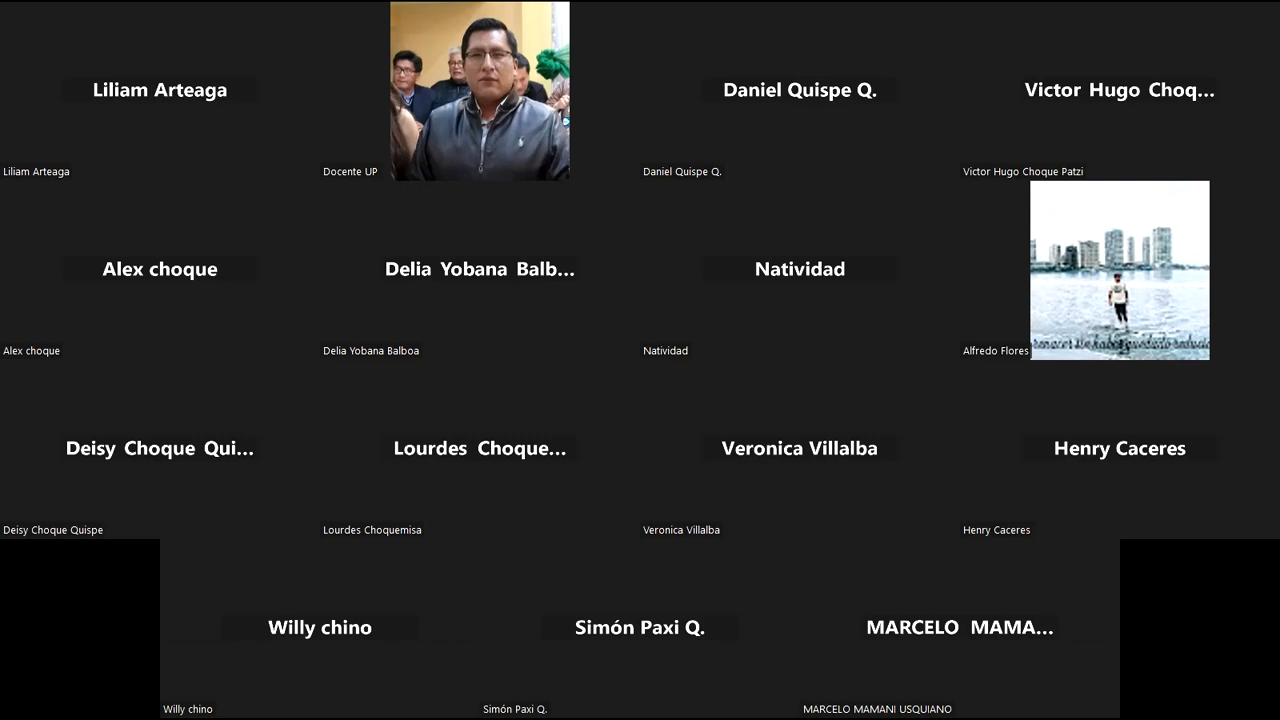 Liliam Arteaga
Daniel Quispe Q.
Victor Hugo Choq...
Liliam Arteaga
Docente UP
Daniel Quispe Q.
Victor Hugo Choque Patzi
Alex choque
Delia Yobana Balb...
Natividad
Alex choque
Delia Yobana Balboa
Natividad
Alfredo Flores
Deisy Choque Qui...
Lourdes Choque...
Veronica Villalba
Henry Caceres
Deisy Choque Quispe
Lourdes Choquemisa
Veronica Villalba
Henry Caceres
Willy chino
Simón Paxi Q.
MARCELO MAMA...
Willy chino
Simón Paxi Q.
MARCELO MAMANI USQUIANO